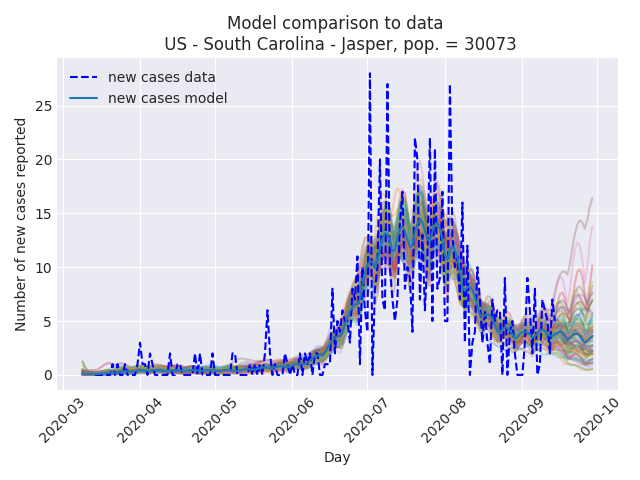 Model comparison to data
US - South Carolina - Jasper, pop. = 30073
new cases data
new cases model
Number of new cases reported
25
20
15
10
5
0
2020-03
2020-04
2020-05
2020-06
2020-07
2020-08
2020-09
2020-10
Day